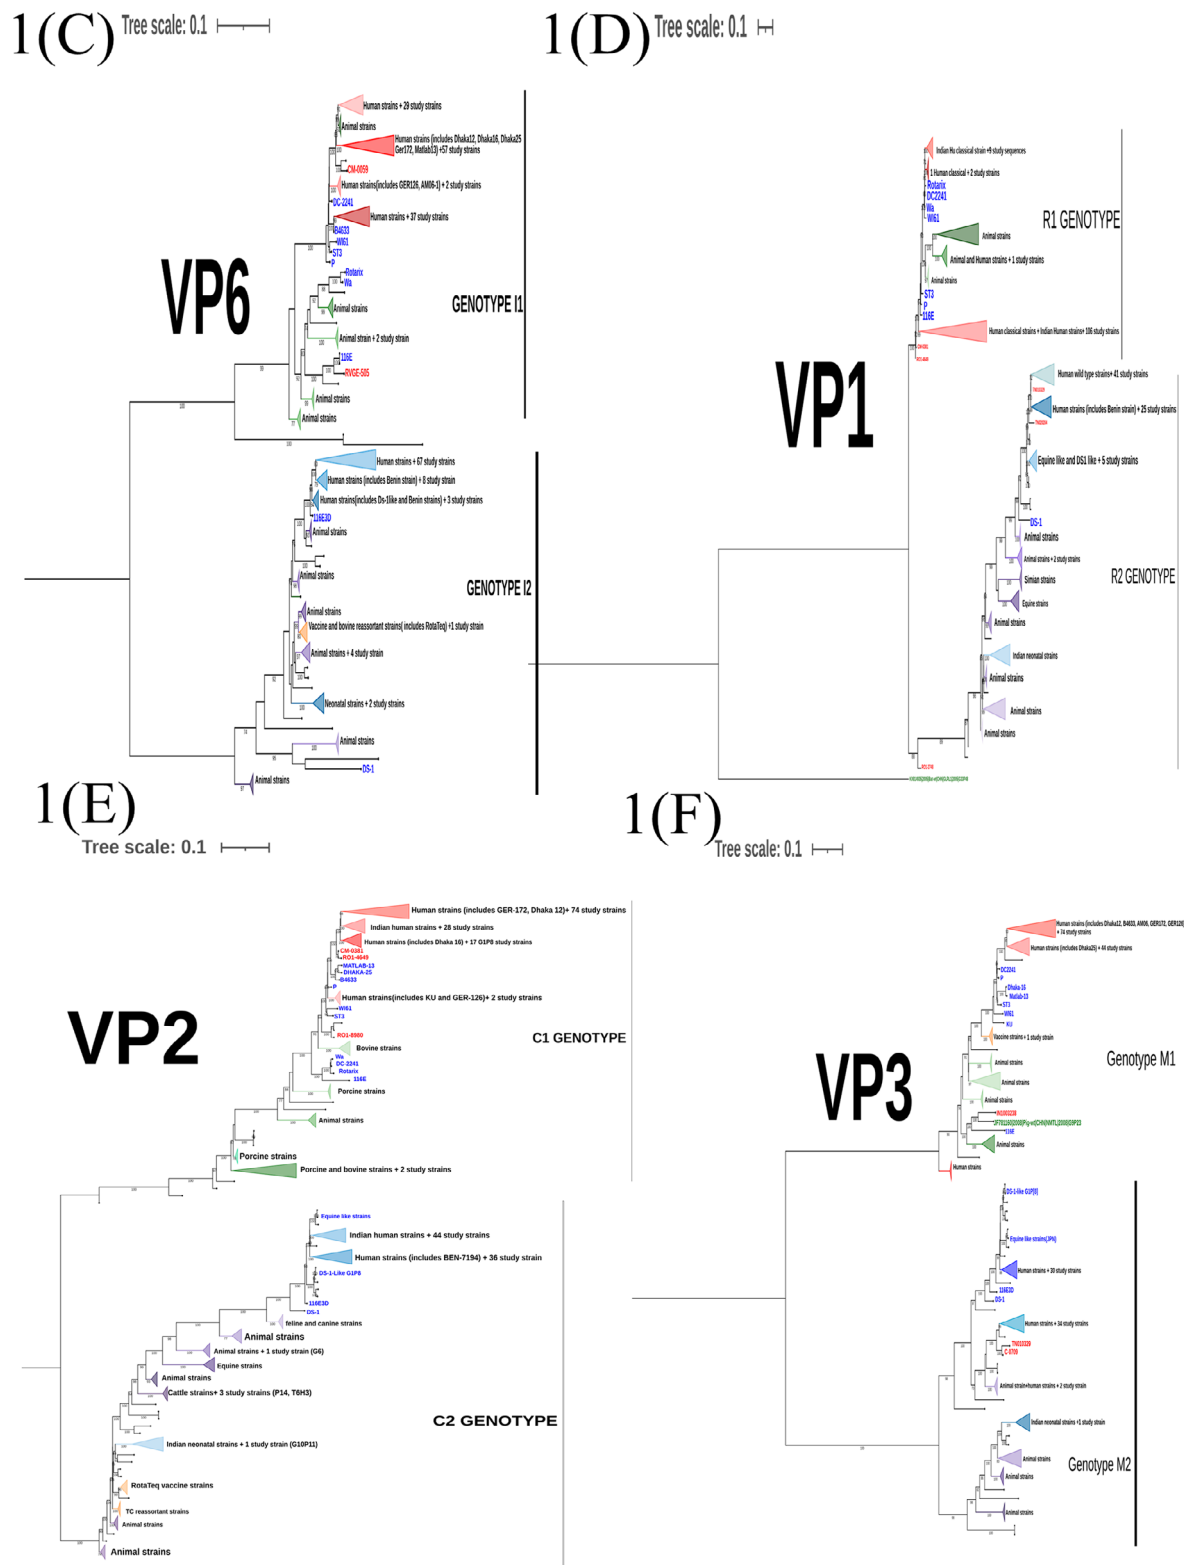 1(C) Tree scale: 0.1
Human strains + 29 study strains
Animal strains
Human strains (includes Dhaka12, Dhaka16, Dhaka25
Ger172, Matlab13) +57 study strains
CM-0059
Human strains(includes GER126, AM06-1) + 2 study strains
DC-2241
Human strains + 37 study strains
B4633
WI61
ST3
P
VP6
Rotarix
Wa
GENOTYPE I1
Animal strains
Animal strain + 2 study strain
116E
RVGE-505
Animal strains
Animal strains
Human strains + 67 study strains
Human strains (includes Benin strain) + 8 study strain
Human strains(includes Ds-1like and Benin strains) + 3 study strains
116E3D
Animal strains
Animal strains
GENOTYPE I2
Animal strains
Vaccine and bovine reassortant strains( includes RotaTeq) +1 study strain
Animal strains + 4 study strain
Neonatal strains + 2 study strains
Animal strains
DS-1
Animal strains
1(D) Tree scale: 0.1
Indian Hu classical strain +9 study sequences
1 Human classical + 2 study strains
Rotarix
DC2241
Wa
WI61
R1 GENOTYPE
Animal strains
Animal and Human strains + 1 study strains
Animal strains
ST3
P
116E
Human classical strains + Indian Human strains+ 106 study strains
VP1
Human wild type strains+ 41 study strains
Human strains (includes Benin strain) + 25 study strains
Equine like and DS1 like + 5 study strains
DS-1
Animal strains
Animal strains + 2 study strains
Simian strains
R2 GENOTYPE
Equine strains
Animal strains
Indian neonatal strains
Animal strains
Animal strains
Animal strains
1(E)
Tree scale: 0.1
Human strains (includes GER-172, Dhaka 12)+ 74 study strains
Indian human strains + 28 study strains
Human strains (includes Dhaka 16) + 17 G1P8 study strains
CM-0381
RO1-4649
MATLAB-13
DHAKA-25
B4633
P
Human strains(includes KU and GER-126)+ 2 study strains
WI61
ST3
VP2
RO1-8980
C1 GENOTYPE
Bovine strains
Wa
DC-2241
Rotarix
116E
Porcine strains
Animal strains
Porcine strains
Porcine and bovine strains + 2 study strains
Equine like strains
Indian human strains + 44 study strains
Human strains (includes BEN-7194) + 36 study strain
DS-1-Like G1P8
116E3D
DS-1
feline and canine strains
Animal strains
Animal strains + 1 study strain (G6)
Equine strains
Animal strains
Cattle strains+ 3 study strains (P14, T6H3)
C2 GENOTYPE
Indian neonatal strains + 1 study strain (G10P11)
RotaTeq vaccine strains
TC reassortant strains
Animal strains
Animal strains
1(F)
Tree scale: 0.1
Human strains (includes Dhaka12, B4633, AM06, GER172, GER126
+ 74 study strains
Human strains (includes Dhaka25) + 44 study strains
DC2241
P
Dhaka 16
Matlab-13
ST3
WI61
KU
Vaccine strains + 1 study strain
Genotype M1
Animal strains
Animal strains
VP3
Animal strains
116E
Animal strains
Human strains
DS-1-like G1P[8]
Equine like strains(JPN)
Human strains + 30 study strains
116E3D
DS-1
Human strains + 34 study strains
TN010329
C-0700
Animal strain+human strains + 2 study strain
Indian neonatal strains +1 study strain
Animal strains
Genotype M2
Animal strains
Animal strains